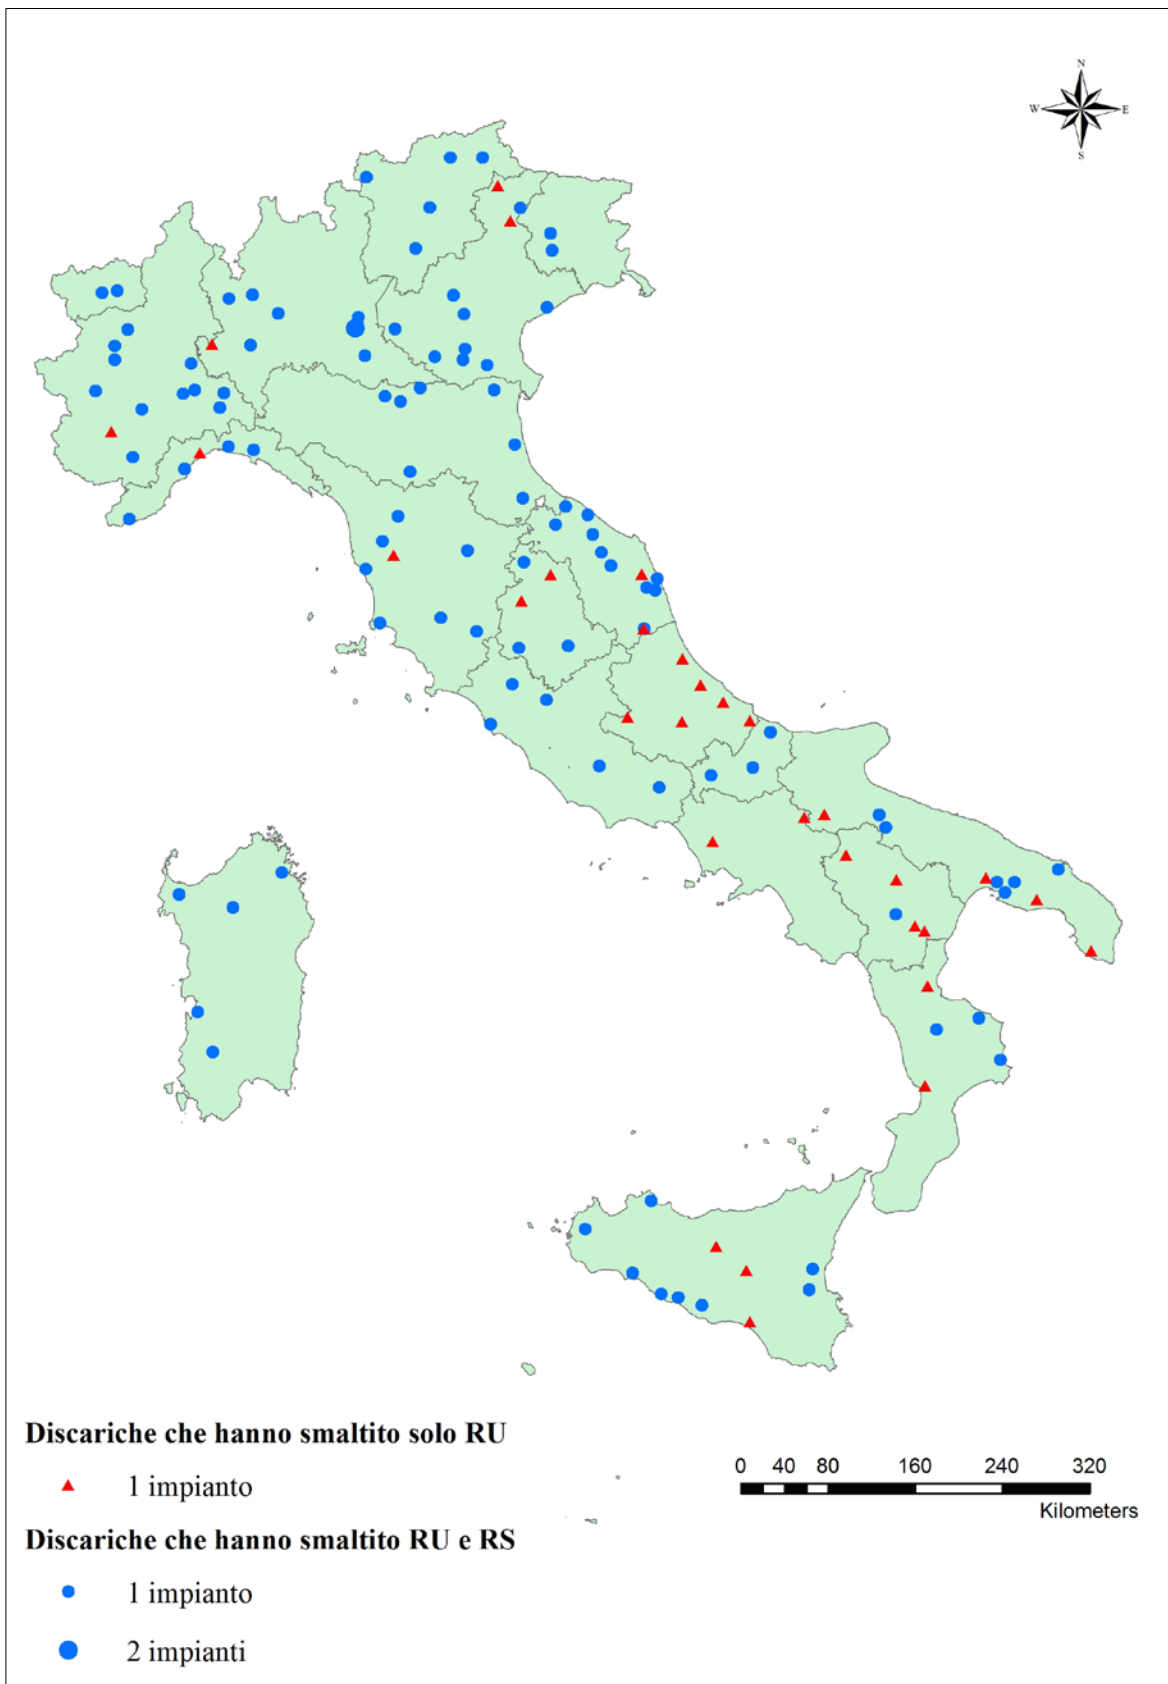 N
W E
S
Discariche che hanno smaltito solo RU
1 impianto
Discariche che hanno smaltito RU e RS
1 impianto
2 impianti
0 40 80 160 240 320
Kilometers